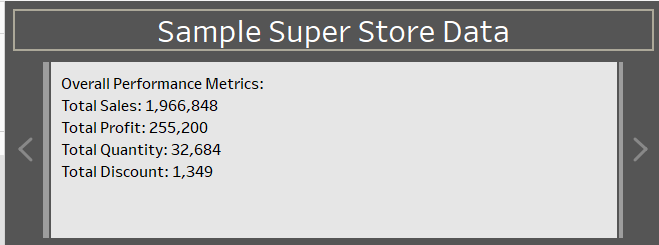 Sample Super Store Data
Overall Performance Metrics:
Total Sales: 1,966,848
Total Profit: 255,200
Total Quantity: 32,684
Total Discount: 1,349